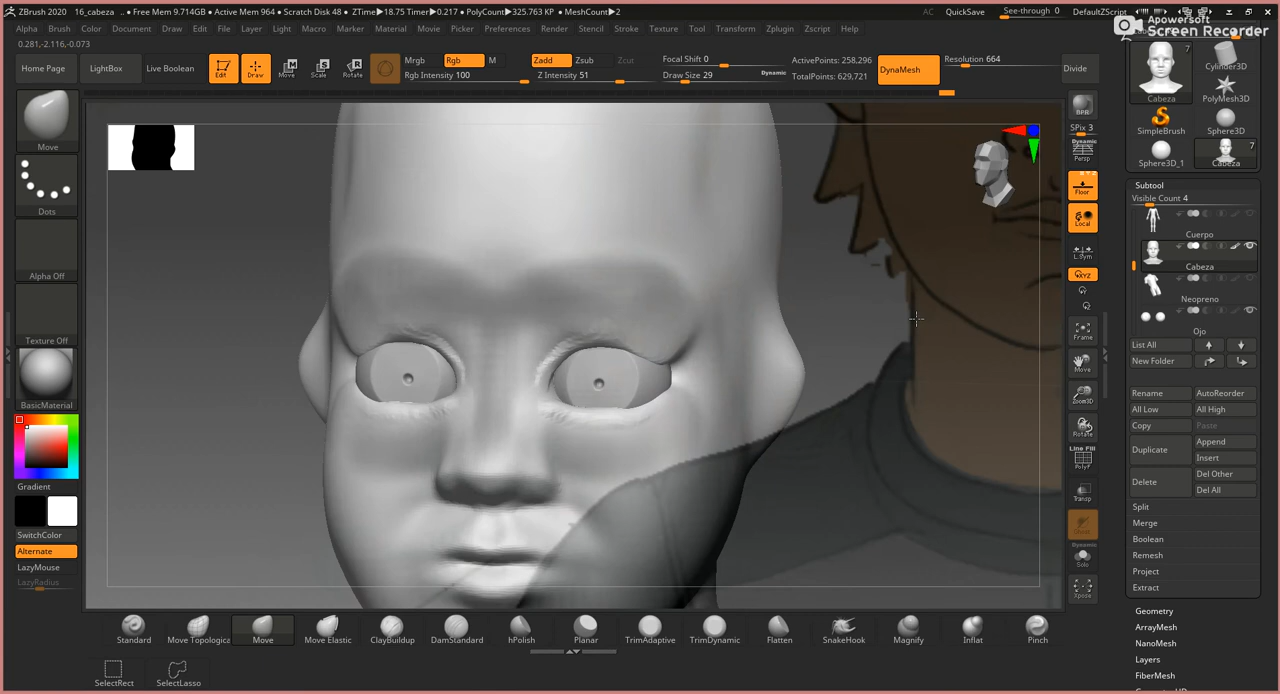 ZBrush 2020 16_cabeza .. • Free Mem 9.714GB • Active Mem 964 • Scratch Disk 48 • ZTime▶18.75 Timer▶0.217 • PolyCount▶325.763 KP • MeshCount▶2
AC QuickSave See-through 0 DefaultZScript
Apowersoft
Screen Recorder
Alpha Brush Color Document Draw Edit File Layer Light Macro Marker Material Movie Picker Preferences Render Stencil Stroke Texture Tool Transform Zplugin Zscript Help
0.281,-2.116,-0.073
Home Page LightBox Live Boolean
Edit Draw Move Scale Rotate
Mrgb Rgb M
Rgb Intensity 100
Zadd Zsub Zcut
Z Intensity 51
Focal Shift 0
Draw Size 29 Dynamic
ActivePoints: 258,296
TotalPoints: 629,721
DynaMesh
Resolution 664
Divide
Move
Dots
Alpha Off
Texture Off
BasicMaterial
Gradient
SwitchColor
Alternate
LazyMouse
LazyRadius
BPR
SPix 3
Dynamic
Persp
Floor
Local
L.Sym
XYZ
Frame
Move
Zoom3D
Rotate
Line Fill
PolyF
Transp
Dynamic
Solo
Xpose
7
Cylinder3D
Cabeza PolyMesh3D
SimpleBrush Sphere3D
7
Sphere3D_1 Cabeza
Subtool
Visible Count 4
Cuerpo
Cabeza
Neopreno
Ojo
List All
New Folder
Rename AutoReorder
All Low All High
Copy Paste
Duplicate Append
Insert
Delete Del Other
Del All
Split
Merge
Boolean
Remesh
Project
Extract
Geometry
ArrayMesh
NanoMesh
Layers
FiberMesh
Standard Move Topologica Move Move Elastic ClayBuildup DamStandard hPolish Planar TrimAdaptive TrimDynamic Flatten SnakeHook Magnify Inflat Pinch
SelectRect SelectLasso